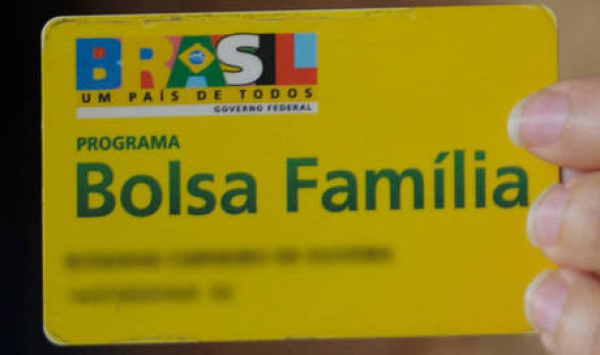 BRASIL
UM PAÍS DE TODOS
GOVERNO FEDERAL
PROGRAMA
Bolsa Família